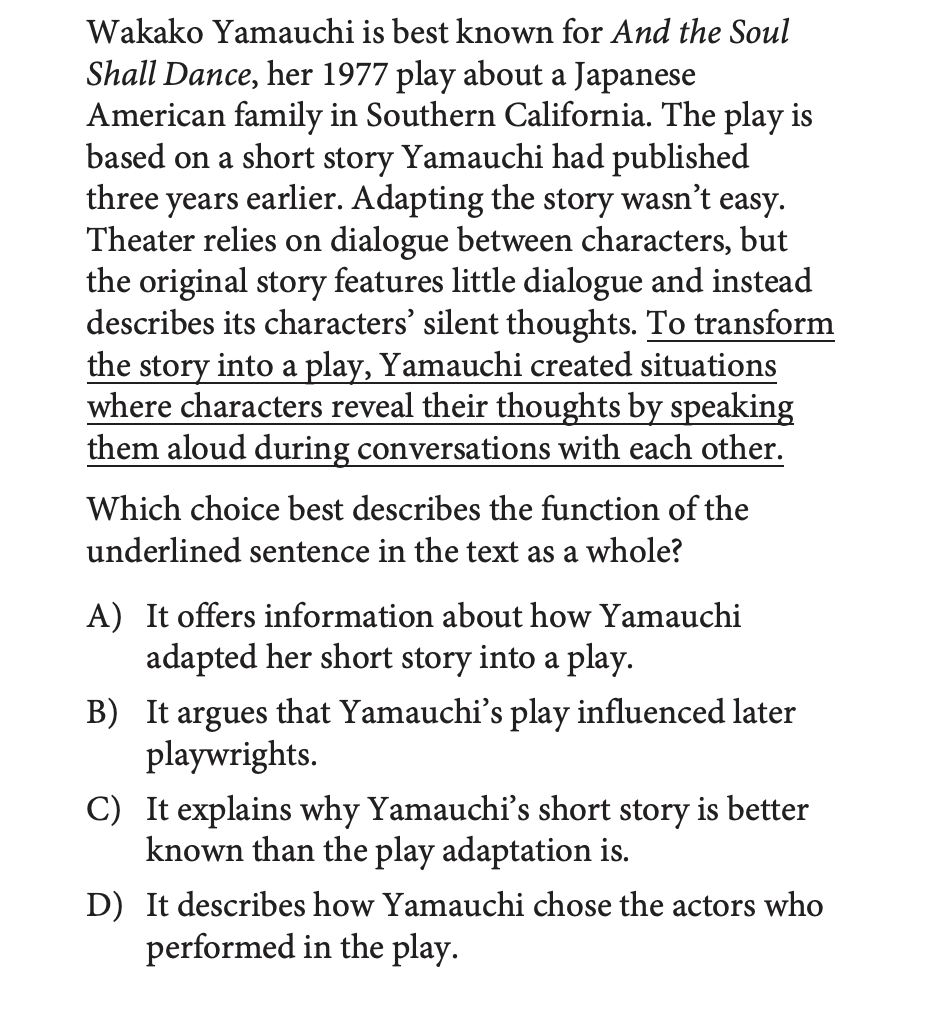 Wakako Yamauchi is best known for And the Soul
Shall Dance, her 1977 play about a Japanese
American family in Southern California. The play is
based on a short story Yamauchi had published
three years earlier. Adapting the story wasn’t easy.
Theater relies on dialogue between characters, but
the original story features little dialogue and instead
describes its characters’ silent thoughts. To transform
the story into a play, Yamauchi created situations
where characters reveal their thoughts by speaking
them aloud during conversations with each other.
Which choice best describes the function of the
underlined sentence in the text as a whole?
A) It offers information about how Yamauchi
adapted her short story into a play.
B) It argues that Yamauchi’s play influenced later
playwrights.
C) It explains why Yamauchi’s short story is better
known than the play adaptation is.
D) It describes how Yamauchi chose the actors who
performed in the play.